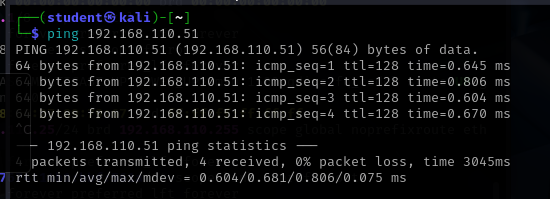 ┌──(student㉿kali)-[~]
└─$ ping 192.168.110.51
PING 192.168.110.51 (192.168.110.51) 56(84) bytes of data.
64 bytes from 192.168.110.51: icmp_seq=1 ttl=128 time=0.645 ms
64 bytes from 192.168.110.51: icmp_seq=2 ttl=128 time=0.806 ms
64 bytes from 192.168.110.51: icmp_seq=3 ttl=128 time=0.604 ms
64 bytes from 192.168.110.51: icmp_seq=4 ttl=128 time=0.670 ms
^C
— 192.168.110.51 ping statistics —
4 packets transmitted, 4 received, 0% packet loss, time 3045ms
rtt min/avg/max/mdev = 0.604/0.681/0.806/0.075 ms